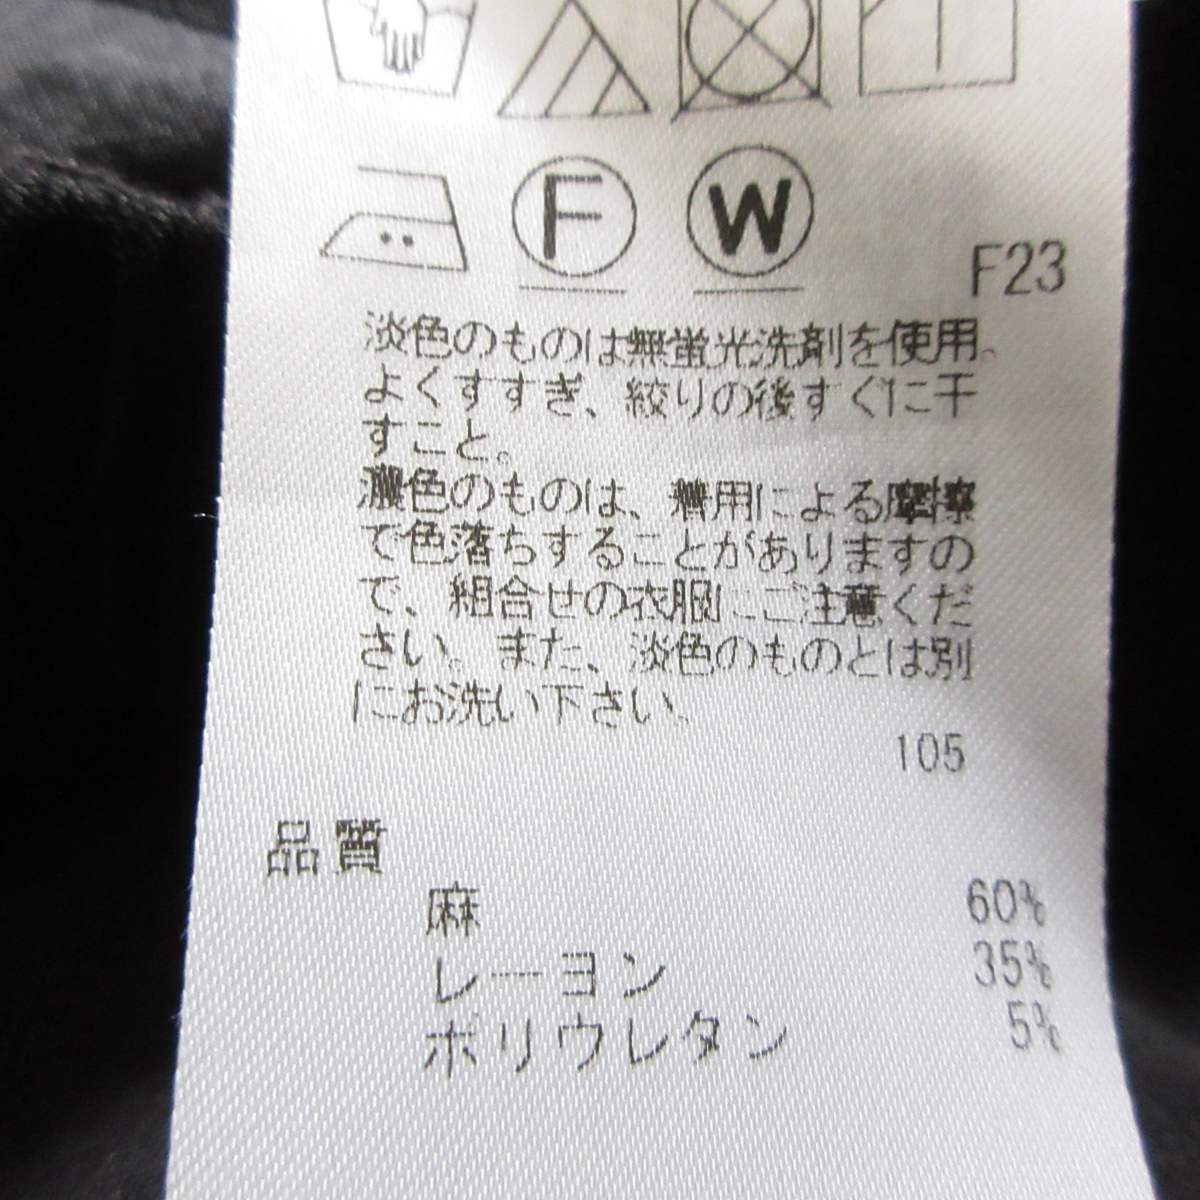 F
W
F23
淡色のものは無蛍光洗剤を使用。
よくすすぎ、絞りの後すぐに干
すこと。
濃色のものは、着用による摩擦
で色落ちすることがありますの
で、組合せの衣服にご注意くだ
さい。また、淡色のものとは別
にお洗い下さい。
105
品質
麻 60%
レーヨン 35%
ポリウレタン 5%